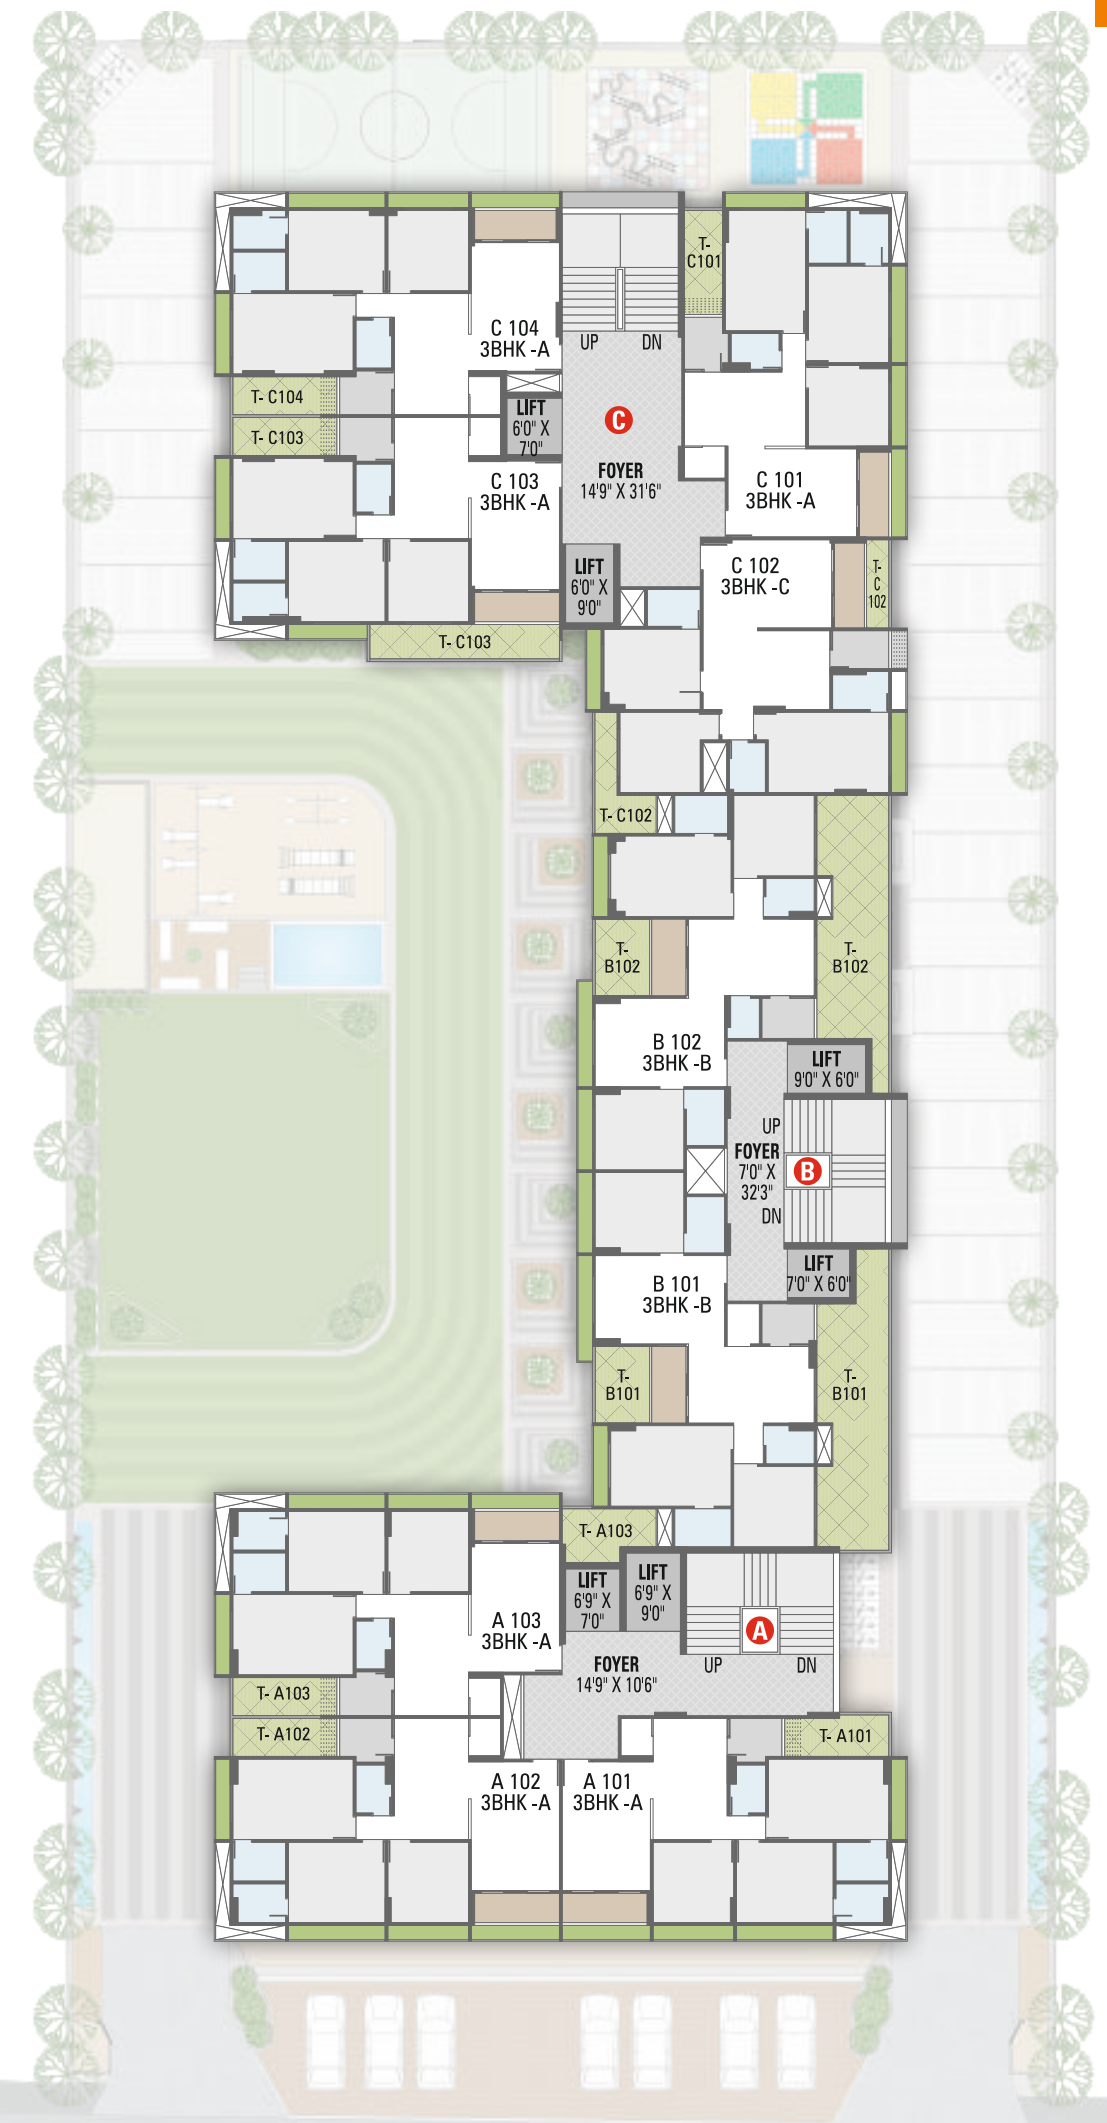 T-
C101
C 104
3BHK -A
UP
DN
T- C104
LIFT
6'0" X
7'0"
C
T- C103
FOYER
14'9" X 31'6"
C 103
3BHK -A
C 101
3BHK -A
LIFT
6'0" X
9'0"
C 102
3BHK -C
T-
C
102
T- C103
T- C102
T-
B102
T-
B102
B 102
3BHK -B
LIFT
9'0" X 6'0"
UP
FOYER
7'0" X
32'3"
B
DN
LIFT
7'0" X 6'0"
B 101
3BHK -B
T-
B101
T-
B101
T- A103
LIFT
6'9" X
7'0"
LIFT
6'9" X
9'0"
A 103
3BHK -A
A
FOYER
14'9" X 10'6"
UP
DN
T- A103
T- A102
T- A101
A 102
3BHK -A
A 101
3BHK -A